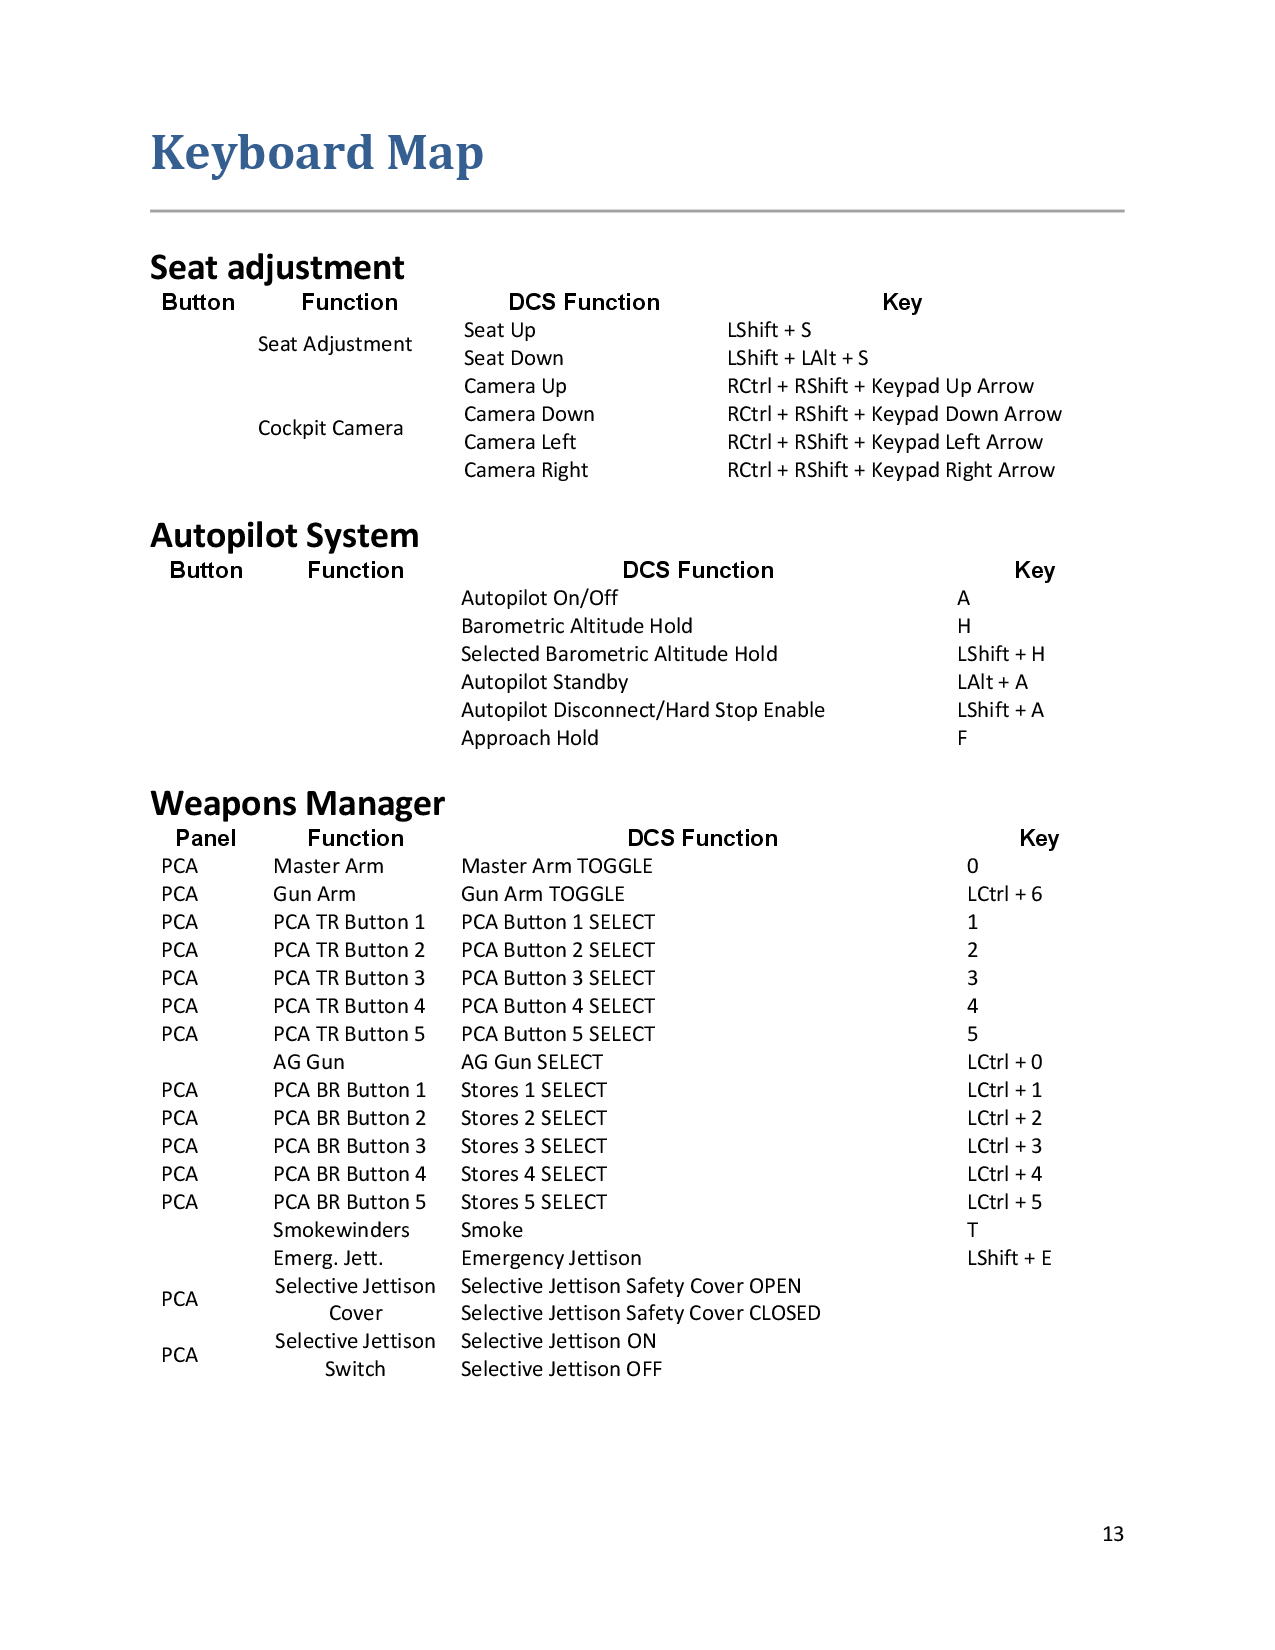 Keyboard Map
Seat adjustment
Button Function DCS Function Key
Seat Adjustment Seat Up LShift + S
Seat Down LShift + LAlt + S
Cockpit Camera Camera Up RCtrl + RShift + Keypad Up Arrow
Camera Down RCtrl + RShift + Keypad Down Arrow
Camera Left RCtrl + RShift + Keypad Left Arrow
Camera Right RCtrl + RShift + Keypad Right Arrow
Autopilot System
Button Function DCS Function Key
Autopilot On/Off A
Barometric Altitude Hold H
Selected Barometric Altitude Hold LShift + H
Autopilot Standby LAlt + A
Autopilot Disconnect/Hard Stop Enable LShift + A
Approach Hold F
Weapons Manager
Panel Function DCS Function Key
PCA Master Arm Master Arm TOGGLE 0
PCA Gun Arm Gun Arm TOGGLE LCtrl + 6
PCA PCA TR Button 1 PCA Button 1 SELECT 1
PCA PCA TR Button 2 PCA Button 2 SELECT 2
PCA PCA TR Button 3 PCA Button 3 SELECT 3
PCA PCA TR Button 4 PCA Button 4 SELECT 4
PCA PCA TR Button 5 PCA Button 5 SELECT 5
AG Gun AG Gun SELECT LCtrl + 0
PCA PCA BR Button 1 Stores 1 SELECT LCtrl + 1
PCA PCA BR Button 2 Stores 2 SELECT LCtrl + 2
PCA PCA BR Button 3 Stores 3 SELECT LCtrl + 3
PCA PCA BR Button 4 Stores 4 SELECT LCtrl + 4
PCA PCA BR Button 5 Stores 5 SELECT LCtrl + 5
Smokewinders Smoke T
Emerg. Jett. Emergency Jettison LShift + E
PCA Selective Jettison Selective Jettison Safety Cover OPEN
Cover Selective Jettison Safety Cover CLOSED
PCA Selective Jettison Selective Jettison ON
Switch Selective Jettison OFF
13